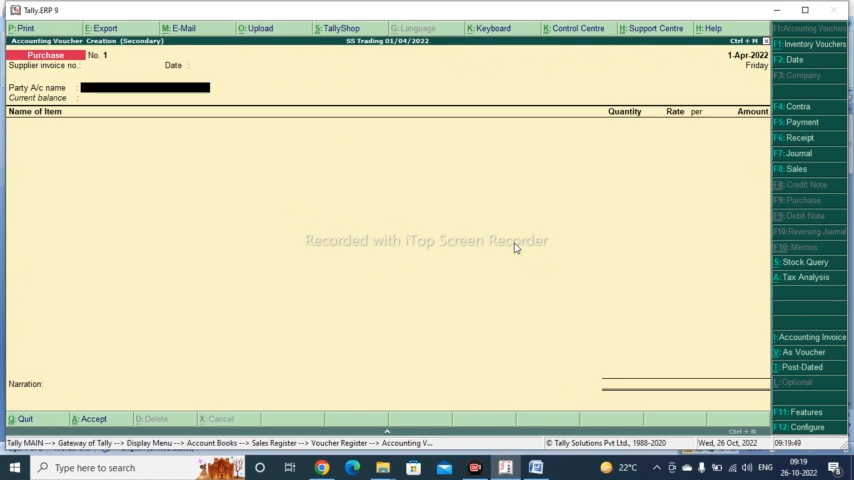 Tally.ERP 9
P: Print E: Export M: E-Mail O: Upload S: TallyShop G: Language K: Keyboard K: Control Centre H: Support Centre H: Help
Accounting Voucher Creation (Secondary) SS Trading 01/04/2022 Ctrl + M
Purchase No. 1 1-Apr-2022
Supplier invoice no.: Date : Friday
Party A/c name :
Current balance :
Name of Item Quantity Rate per Amount
Recorded with iTop Screen Recorder
Narration:
F1: Accounting Vouchers
F1: Inventory Vouchers
F2: Date
F3: Company
F4: Contra
F5: Payment
F6: Receipt
F7: Journal
F8: Sales
F8: Credit Note
F9: Purchase
F9: Debit Note
F10: Reversing Journal
F10: Memos
S: Stock Query
A: Tax Analysis
I: Accounting Invoice
V: As Voucher
T: Post-Dated
L: Optional
F11: Features
F12: Configure
Q: Quit A: Accept D: Delete X: Cancel
Ctrl + N
Tally MAIN --> Gateway of Tally --> Display Menu --> Account Books --> Sales Register --> Voucher Register --> Accounting V... © Tally Solutions Pvt Ltd., 1988-2020 Wed, 26 Oct, 2022 09:19:49
Type here to search 22°C ENG 09:19
26-10-2022